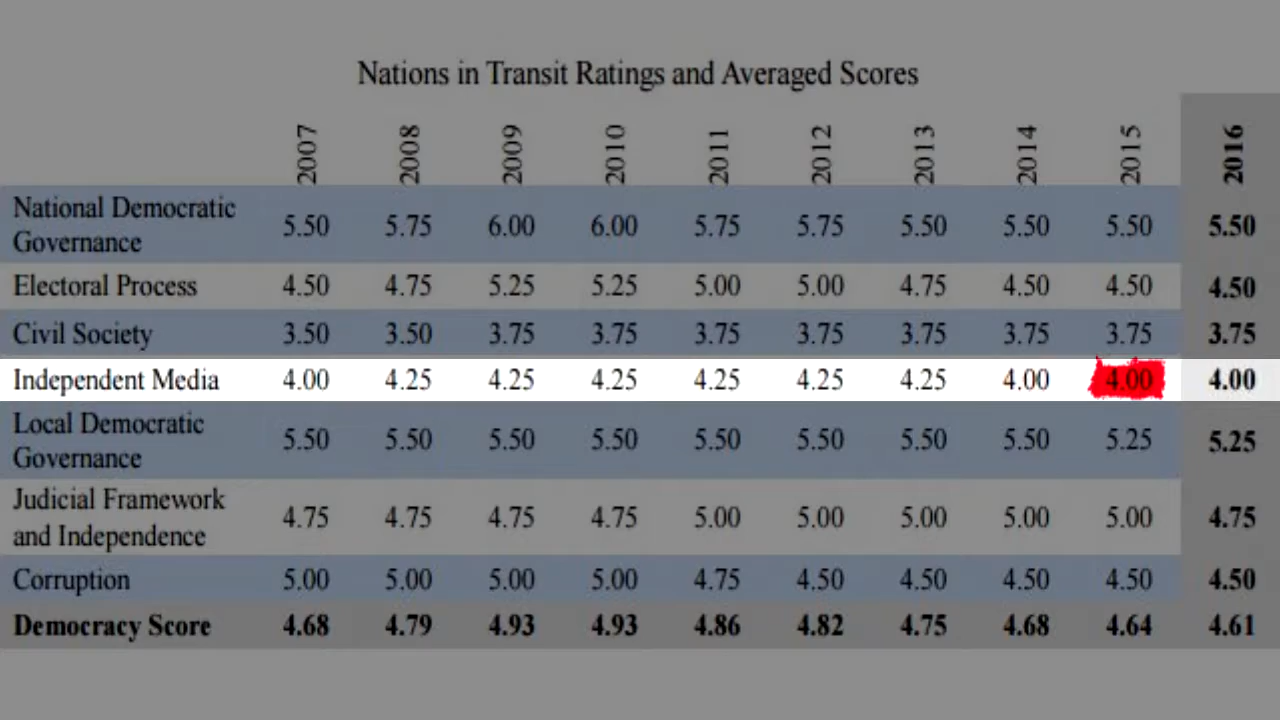 Nations in Transit Ratings and Averaged Scores
2007 2008 2009 2010 2011 2012 2013 2014 2015 2016
National Democratic
Governance 5.50 5.75 6.00 6.00 5.75 5.75 5.50 5.50 5.50 5.50
Electoral Process 4.50 4.75 5.25 5.25 5.00 5.00 4.75 4.50 4.50 4.50
Civil Society 3.50 3.50 3.75 3.75 3.75 3.75 3.75 3.75 3.75 3.75
Independent Media 4.00 4.25 4.25 4.25 4.25 4.25 4.25 4.00 4.00 4.00
Local Democratic
Governance 5.50 5.50 5.50 5.50 5.50 5.50 5.50 5.50 5.25 5.25
Judicial Framework
and Independence 4.75 4.75 4.75 4.75 5.00 5.00 5.00 5.00 5.00 4.75
Corruption 5.00 5.00 5.00 5.00 4.75 4.50 4.50 4.50 4.50 4.50
Democracy Score 4.68 4.79 4.93 4.93 4.86 4.82 4.75 4.68 4.64 4.61